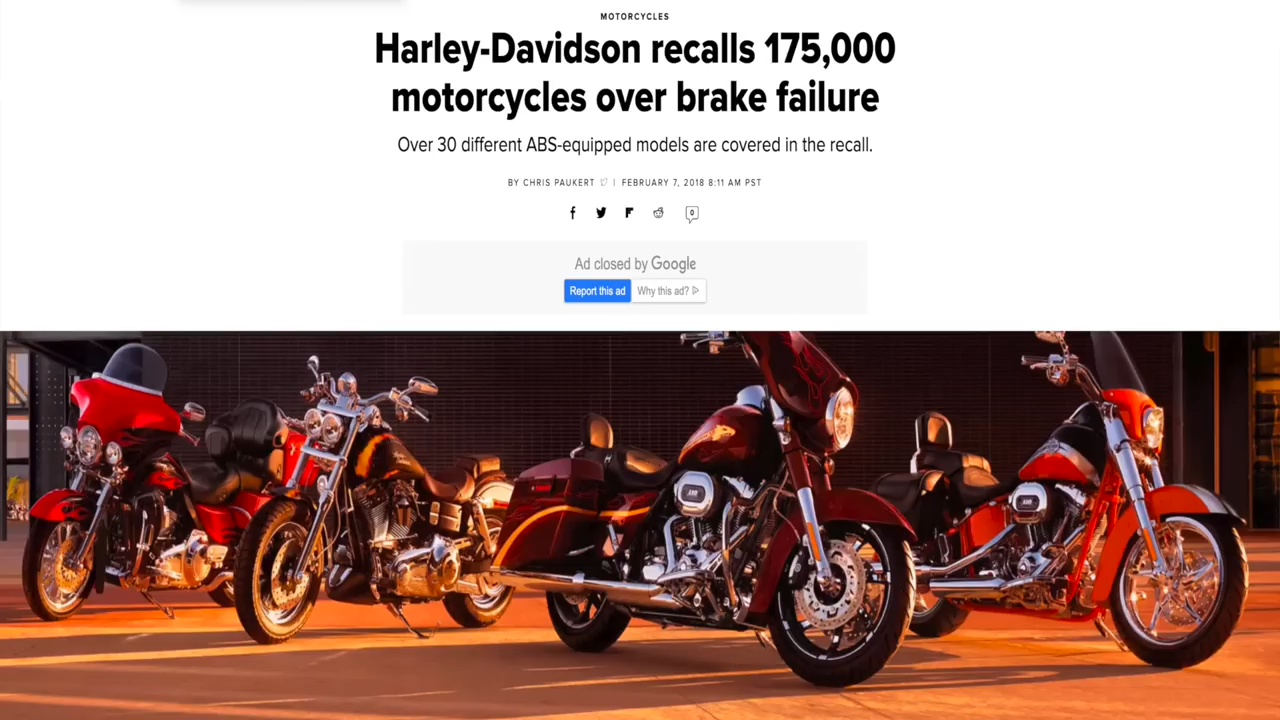 MOTORCYCLES
Harley-Davidson recalls 175,000
motorcycles over brake failure
Over 30 different ABS-equipped models are covered in the recall.
BY CHRIS PAUKERT | FEBRUARY 7, 2018 8:11 AM PST
0
Ad closed by Google
Report this ad Why this ad?